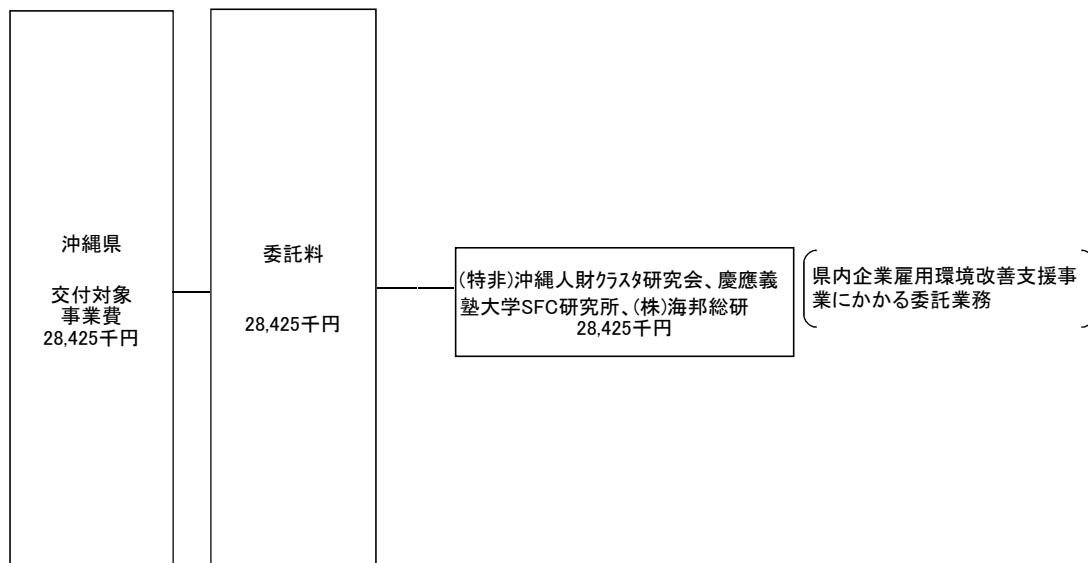 沖縄県
交付対象
事業費
28,425千円
委託料
28,425千円
(特非)沖縄人財ｸﾗｽﾀ研究会、慶應義
塾大学SFC研究所、(株)海邦総研
28,425千円
県内企業雇用環境改善支援事
業にかかる委託業務